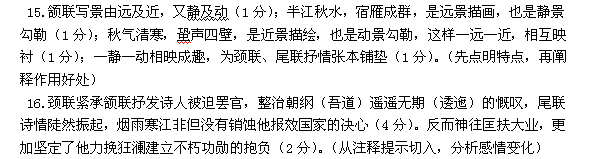 15.颔联写景由远及近，又静及动（1 分）；半江秋水，宿雁成群，是远景描画，也是静景
勾勒（1 分）；秋气清寒，蛩声四壁，是近景描绘，也是动景勾勒，这样一远一近，相互映
衬（1 分）；一静一动相映成趣，为颈联、尾联抒情张本铺垫（1 分）。（先点明特点，再阐
释作用好处）
16。颈联紧承颔联抒发诗人被迫罢官，整治朝纲（吾道）遥遥无期（逶迤）的慨叹，尾联
诗情陡然振起，烟雨寒江非但没有销蚀他报效国家的决心（4 分）。反而神往匡扶大业，更
加坚定了他力挽狂澜建立不朽功勋的抱负（2 分）。（从注释提示切入，分析感情变化）